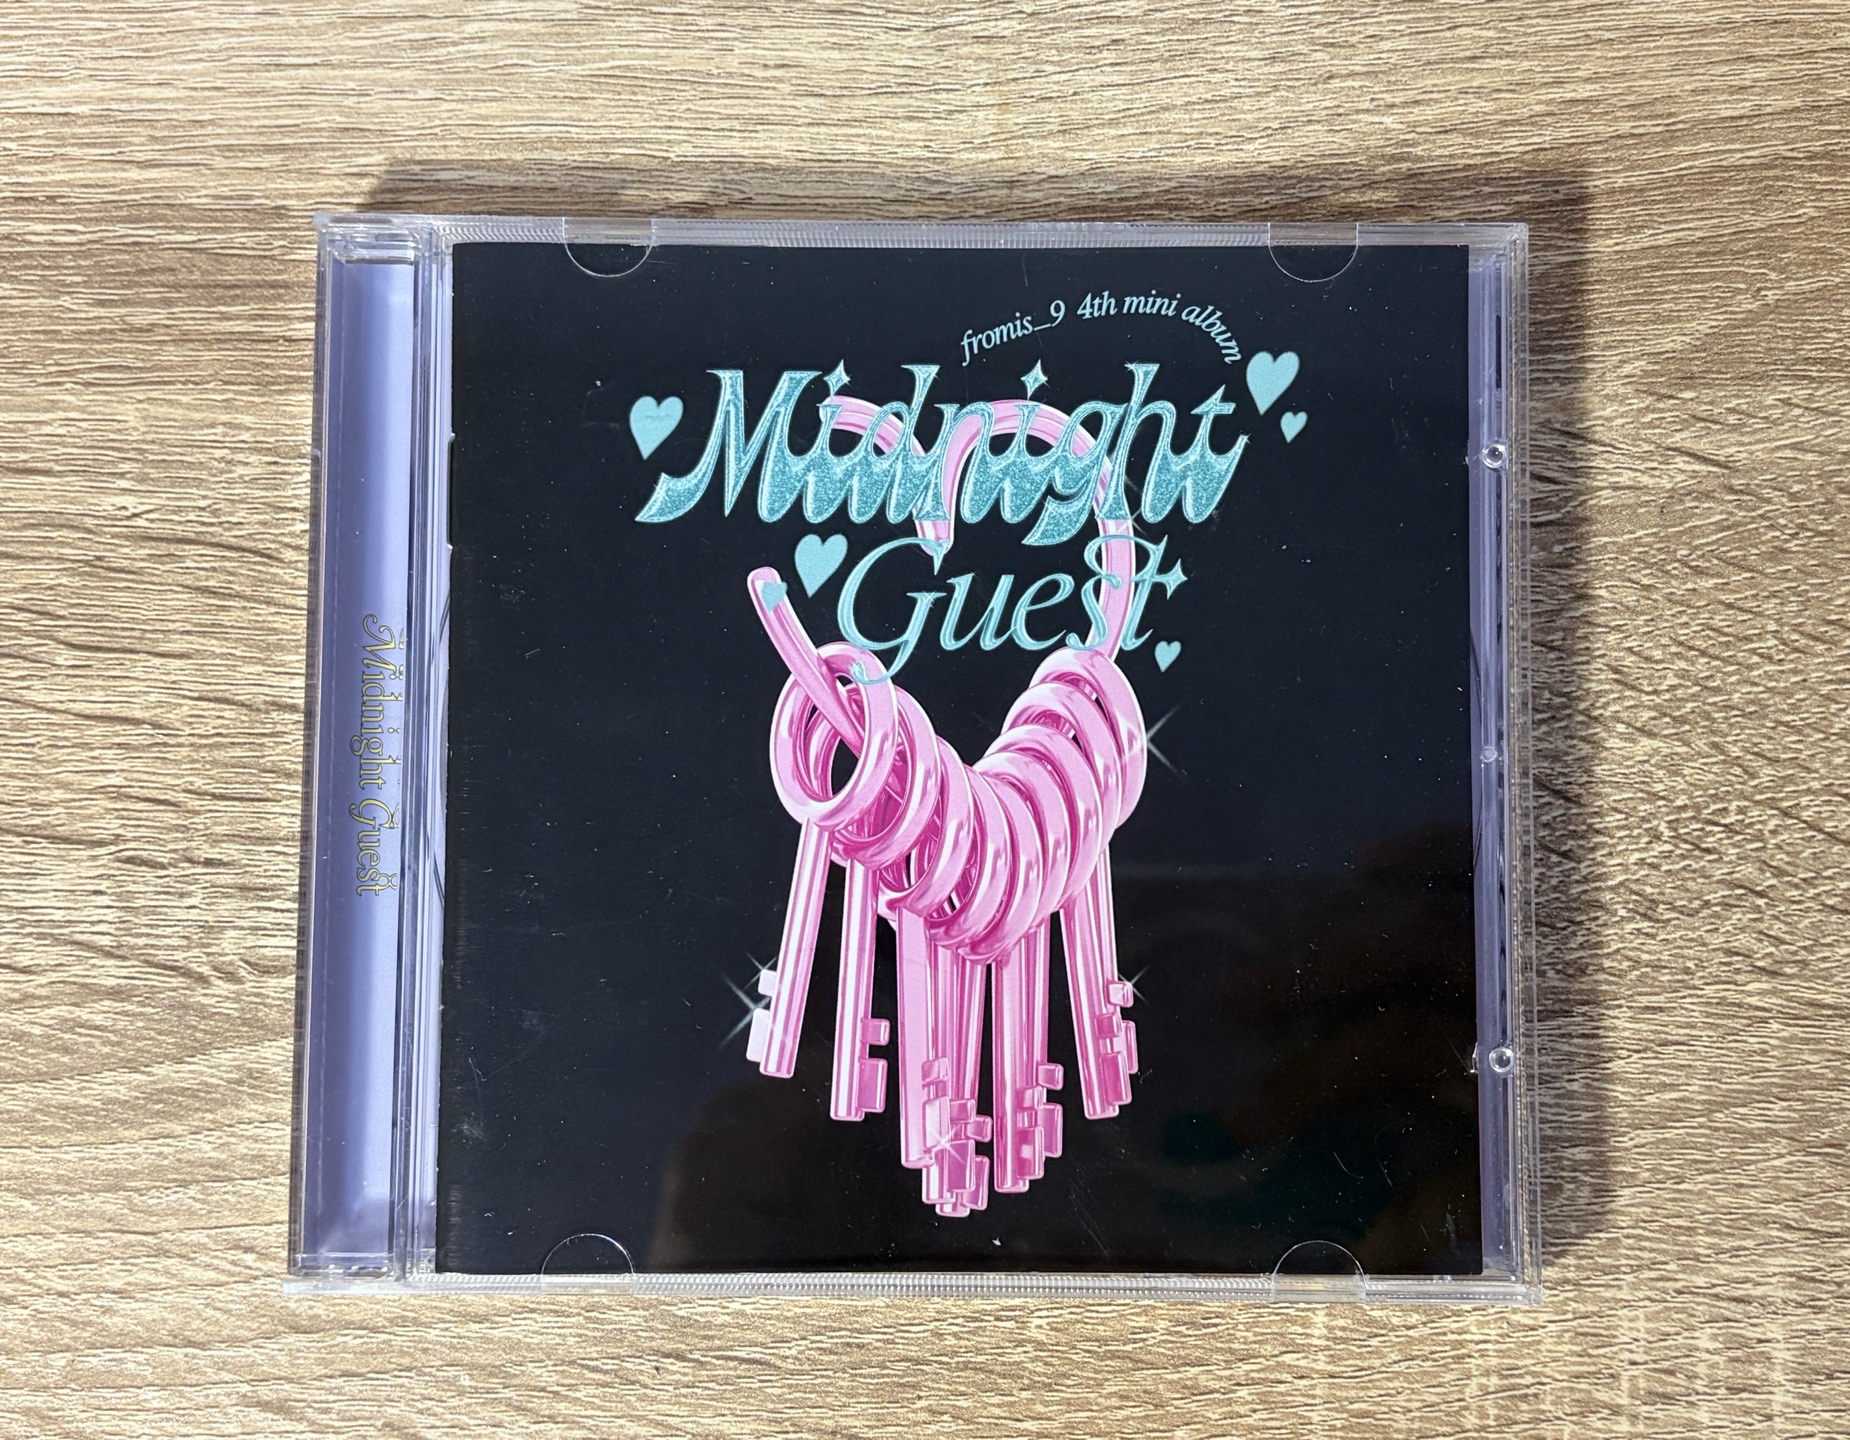 fromis_9 4th mini album
Midnight
Guest
Midnight Guest